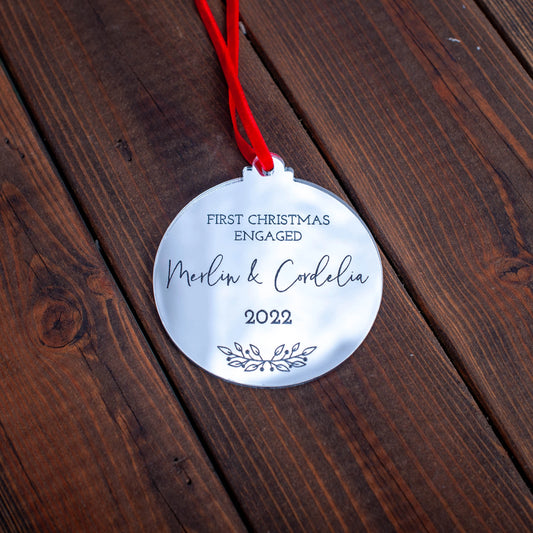 FIRST CHRISTMAS
ENGAGED
Merlin & Cordelia
2022